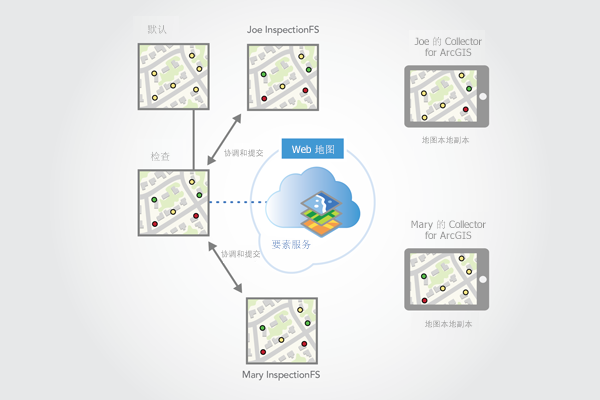 默认
Joe InspectionFS
Joe 的 Collector
for ArcGIS
地图本地副本
协调和提交
Web 地图
检查
要素服务
协调和提交
Mary 的 Collector
for ArcGIS
地图本地副本
Mary InspectionFS